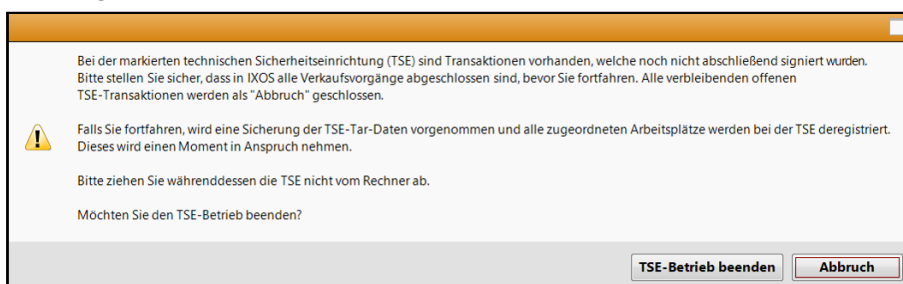 Bei der markierten technischen Sicherheitseinrichtung (TSE) sind Transaktionen vorhanden, welche noch nicht abschließend signiert wurden.
Bitte stellen Sie sicher, dass in IXOS alle Verkaufsvorgänge abgeschlossen sind, bevor Sie fortfahren. Alle verbleibenden offenen
TSE-Transaktionen werden als "Abbruch" geschlossen.
Falls Sie fortfahren, wird eine Sicherung der TSE-Tar-Daten vorgenommen und alle zugeordneten Arbeitsplätze werden bei der TSE deregistriert.
Dieses wird einen Moment in Anspruch nehmen.
Bitte ziehen Sie währenddessen die TSE nicht vom Rechner ab.
Möchten Sie den TSE-Betrieb beenden?
TSE-Betrieb beenden Abbruch